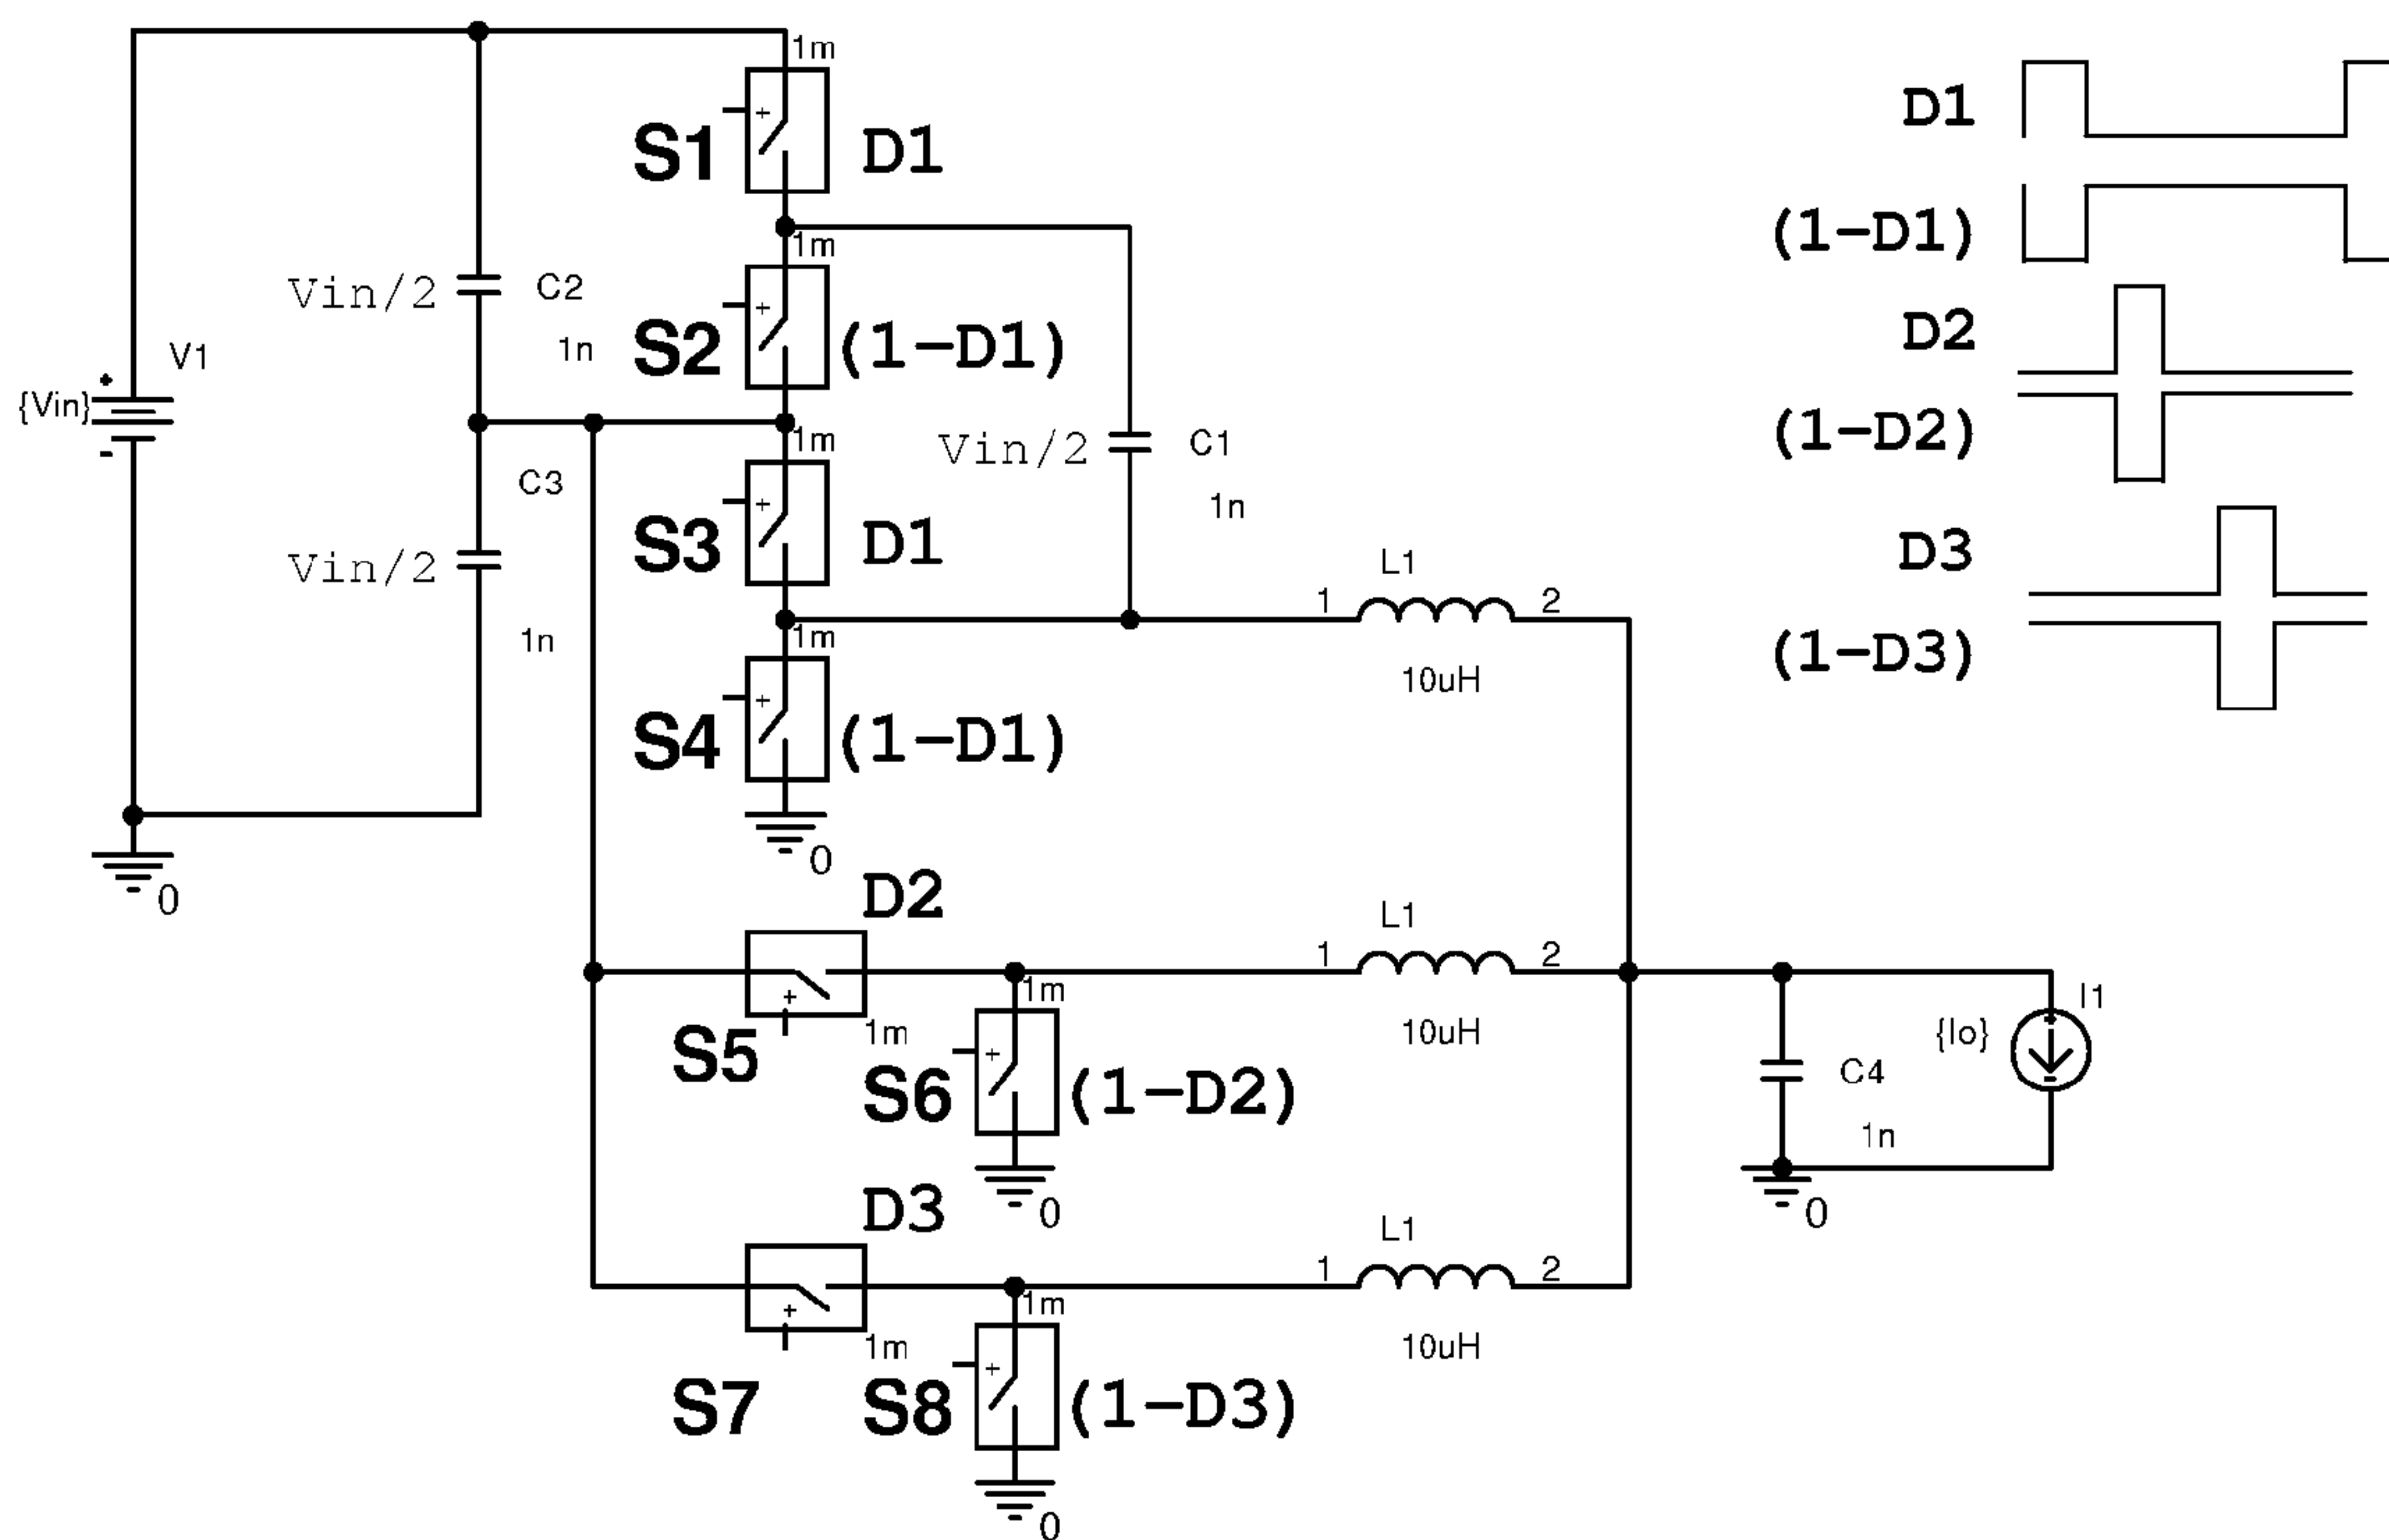 1m
S1 D1
1m
Vin/2 C2
1n
S2 (1-D1)
V1
{Vin}
1m
C3
S3 D1
Vin/2 C1
1n
Vin/2
1n
1m
S4 (1-D1)
0
0
L1
1 2
10uH
D2
S5
1m
1m
S6 (1-D2)
0
L1
1 2
10uH
D3
S7
1m
1m
S8 (1-D3)
0
L1
1 2
10uH
I1
{Io}
C4
1n
0
D1
(1-D1)
D2
(1-D2)
D3
(1-D3)